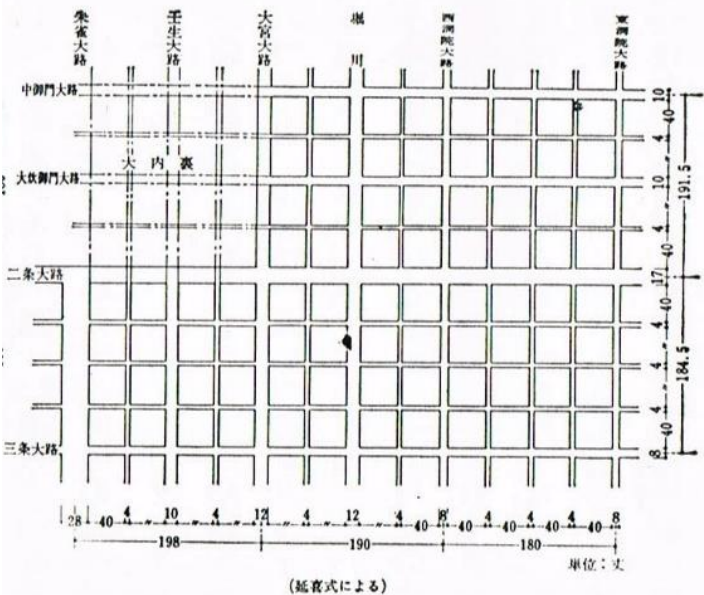 朱雀大路
壬生大路
大宮大路
堀川
西洞院大路
東洞院大路
中御門大路
大内裏
大炊御門大路
二条大路
三条大路
10
40
4
〃
10
〃
4
40
17
40
4
〃
4
〃
4
40
8
191.5
184.5
28 40 4 〃 10 〃 4 〃 12 〃 4 〃 12 〃 4 40 8 40 4 40 4 40 4 40 8
198 190 180
単位:丈
(延喜式による)